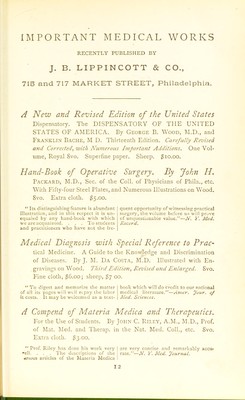 IMPORTANT MEDICAL WORKS
RECENTLY PUBLISHED BY
J. B. LIPPINCOTT & CO.,
715 and 717 MARKET STREET, Philadelphia.
A New and Revised Edition of the United States
Dispensatory. The DISPENSATORY OF THE UNITED
STATES OF AMERICA. By GEORGE B. WOOD, M.D., and
FRANKLIN BACHE, M D. Thirteenth Edition. Carefully Revised
and Corrected, with Numerous Important Additions. One Vol-
ume, Royal 8vo. Superfine paper. Sheep. $10.00.
Hand-Book of Operative Surgery. By John H.
PACKARD, M.D., Sec. of the Coll. of Physicians of Phila., etc.
With Fifty-four Steel Plates, and Numerous Illustrations on Wood.
8vo. Extra cloth. $5.00.
"Its distinguishing feature is abundant
illustration, and in this respect it is un-
equaled by any hand-book with which
we are acquainted. . . . To students
and practitioners who have not the fre-
quent opportunity of witnessing practical
surgery, the volume before us will prove
of unquestionable value."—N. Y. Med.
Record.
Medical Diagnosis with Special Reference to Prac-
tical Medicine. A Guide to the Knowledge and Discrimination
of Diseases. By J. M. DA COSTA, M.D. Illustrated with En-
gravings on Wood. Third Edition, Revised and Enlarged. 8vo.
Fine cloth, $6.00; sheep, $7 00.
"To digest and memorize the matter
of all its pages will well repay the labor
it costs. It may be welcomed as a note-
book which will do credit to our national
medical literature."—Amer. Jour. of
Med. Sciences.
A Compend of Materia Medica and Therapeutics.
For the Use of Students. By JOHN C. RILEY, A.M., M.D., Prof.
of Mat. Med. and Therap. in the Nat. Med. Coll., etc. 8vo.
Extra cloth. $3.00.
"Prof. Riley has done his work very
well . . . The descriptions of the
various articles of the Materia Medica
are very concise and remarkably accu-
rate."—N. Y. Med. Journal.
12